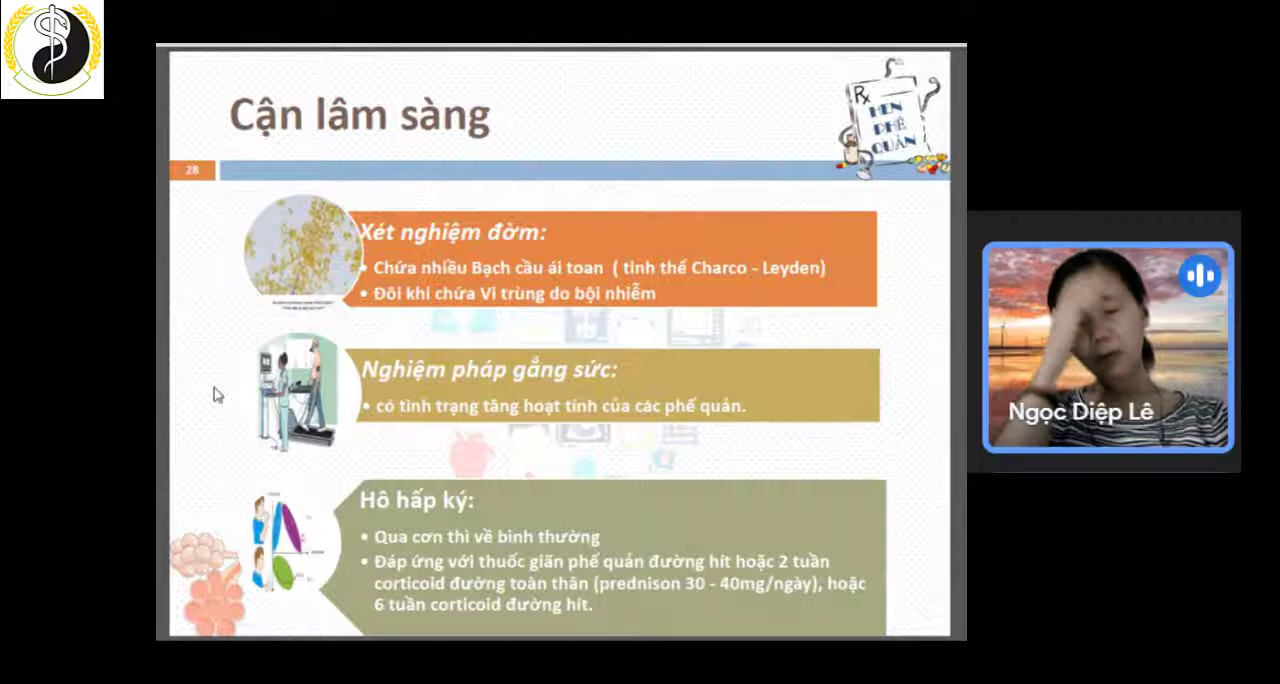 Cận lâm sàng
Rx
HEN
PHẾ
QUẢN
28
Xét nghiệm đờm:
• Chứa nhiều Bạch cầu ái toan ( tinh thể Charco - Leyden)
• Đôi khi chứa Vi trùng do bội nhiễm
Nghiệm pháp gắng sức:
• có tình trạng tăng hoạt tính của các phế quản.
Ngọc Diệp Lê
Hô hấp ký:
• Qua cơn thì về bình thường
• Đáp ứng với thuốc giãn phế quản đường hít hoặc 2 tuần
corticoid đường toàn thân (prednison 30 - 40mg/ngày), hoặc
6 tuần corticoid đường hít.